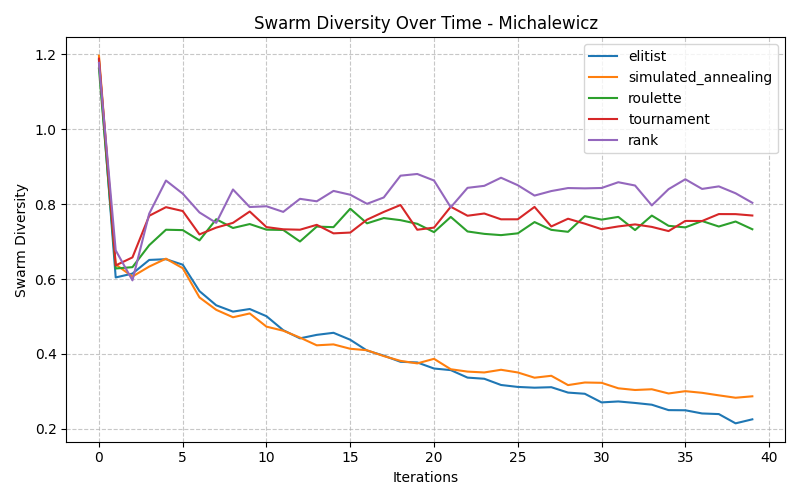 Swarm Diversity Over Time - Michalewicz
elitist
simulated_annealing
roulette
tournament
rank
Swarm Diversity
1.2
1.0
0.8
0.6
0.4
0.2
0 5 10 15 20 25 30 35 40
Iterations